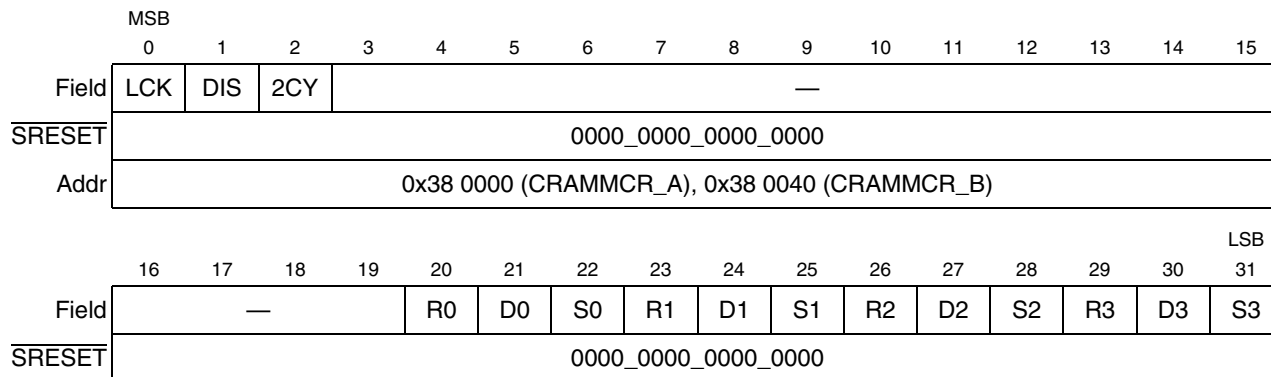 MSB
0 1 2 3 4 5 6 7 8 9 10 11 12 13 14 15
Field LCK DIS 2CY —
SRESET 0000_0000_0000_0000
Addr 0x38 0000 (CRAMMCR_A), 0x38 0040 (CRAMMCR_B)
LSB
16 17 18 19 20 21 22 23 24 25 26 27 28 29 30 31
Field — R0 D0 S0 R1 D1 S1 R2 D2 S2 R3 D3 S3
SRESET 0000_0000_0000_0000